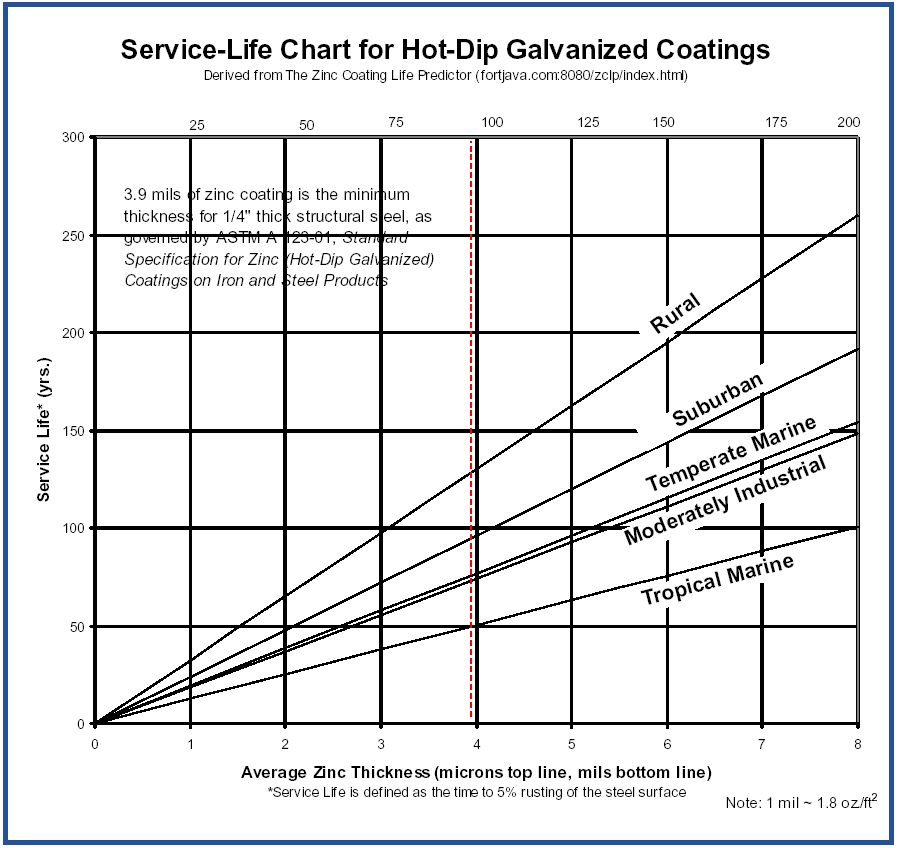 Service-Life Chart for Hot-Dip Galvanized Coatings
Derived from The Zinc Coating Life Predictor (fortjava.com:8080/zclp/index.html)
25 50 75 100 125 150 175 200
300
3.9 mils of zinc coating is the minimum
thickness for 1/4" thick structural steel, as
governed by ASTM A 123-01, Standard
Specification for Zinc (Hot-Dip Galvanized)
Coatings on Iron and Steel Products
250
200
150
100
50
0
Service Life* (yrs.)
Rural
Suburban
Temperate Marine
Moderately Industrial
Tropical Marine
0 1 2 3 4 5 6 7 8
Average Zinc Thickness (microns top line, mils bottom line)
*Service Life is defined as the time to 5% rusting of the steel surface
Note: 1 mil ~ 1.8 oz/ft²